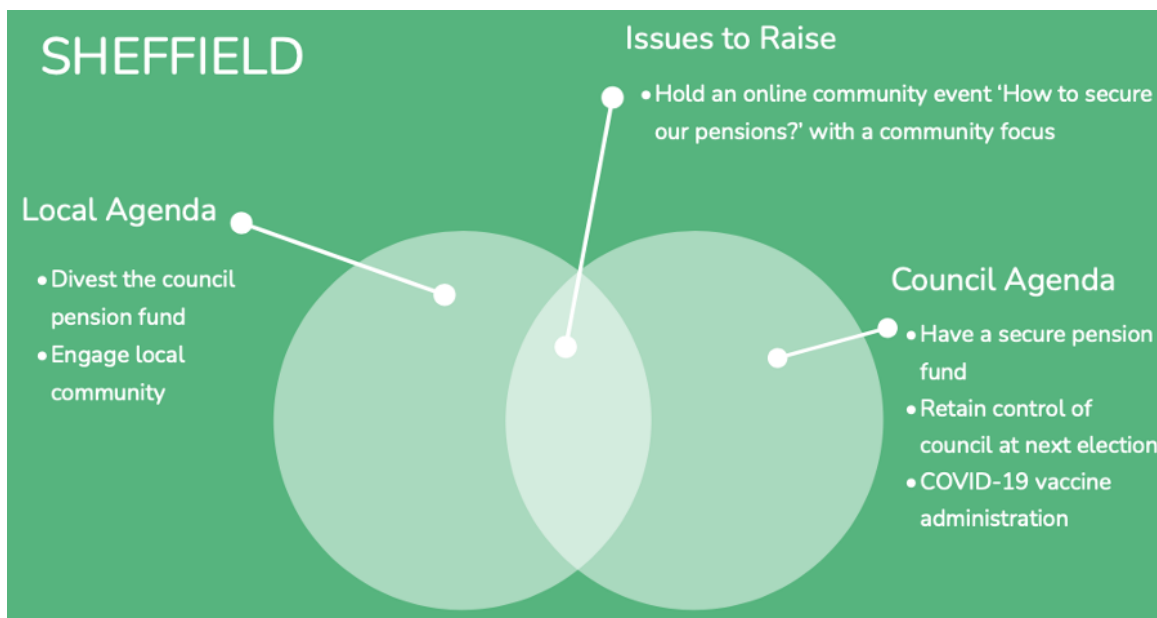 SHEFFIELD
Issues to Raise
• Hold an online community event ‘How to secure
our pensions?’ with a community focus
Local Agenda
• Divest the council
pension fund
• Engage local
community
Council Agenda
• Have a secure pension
fund
• Retain control of
council at next election
• COVID-19 vaccine
administration